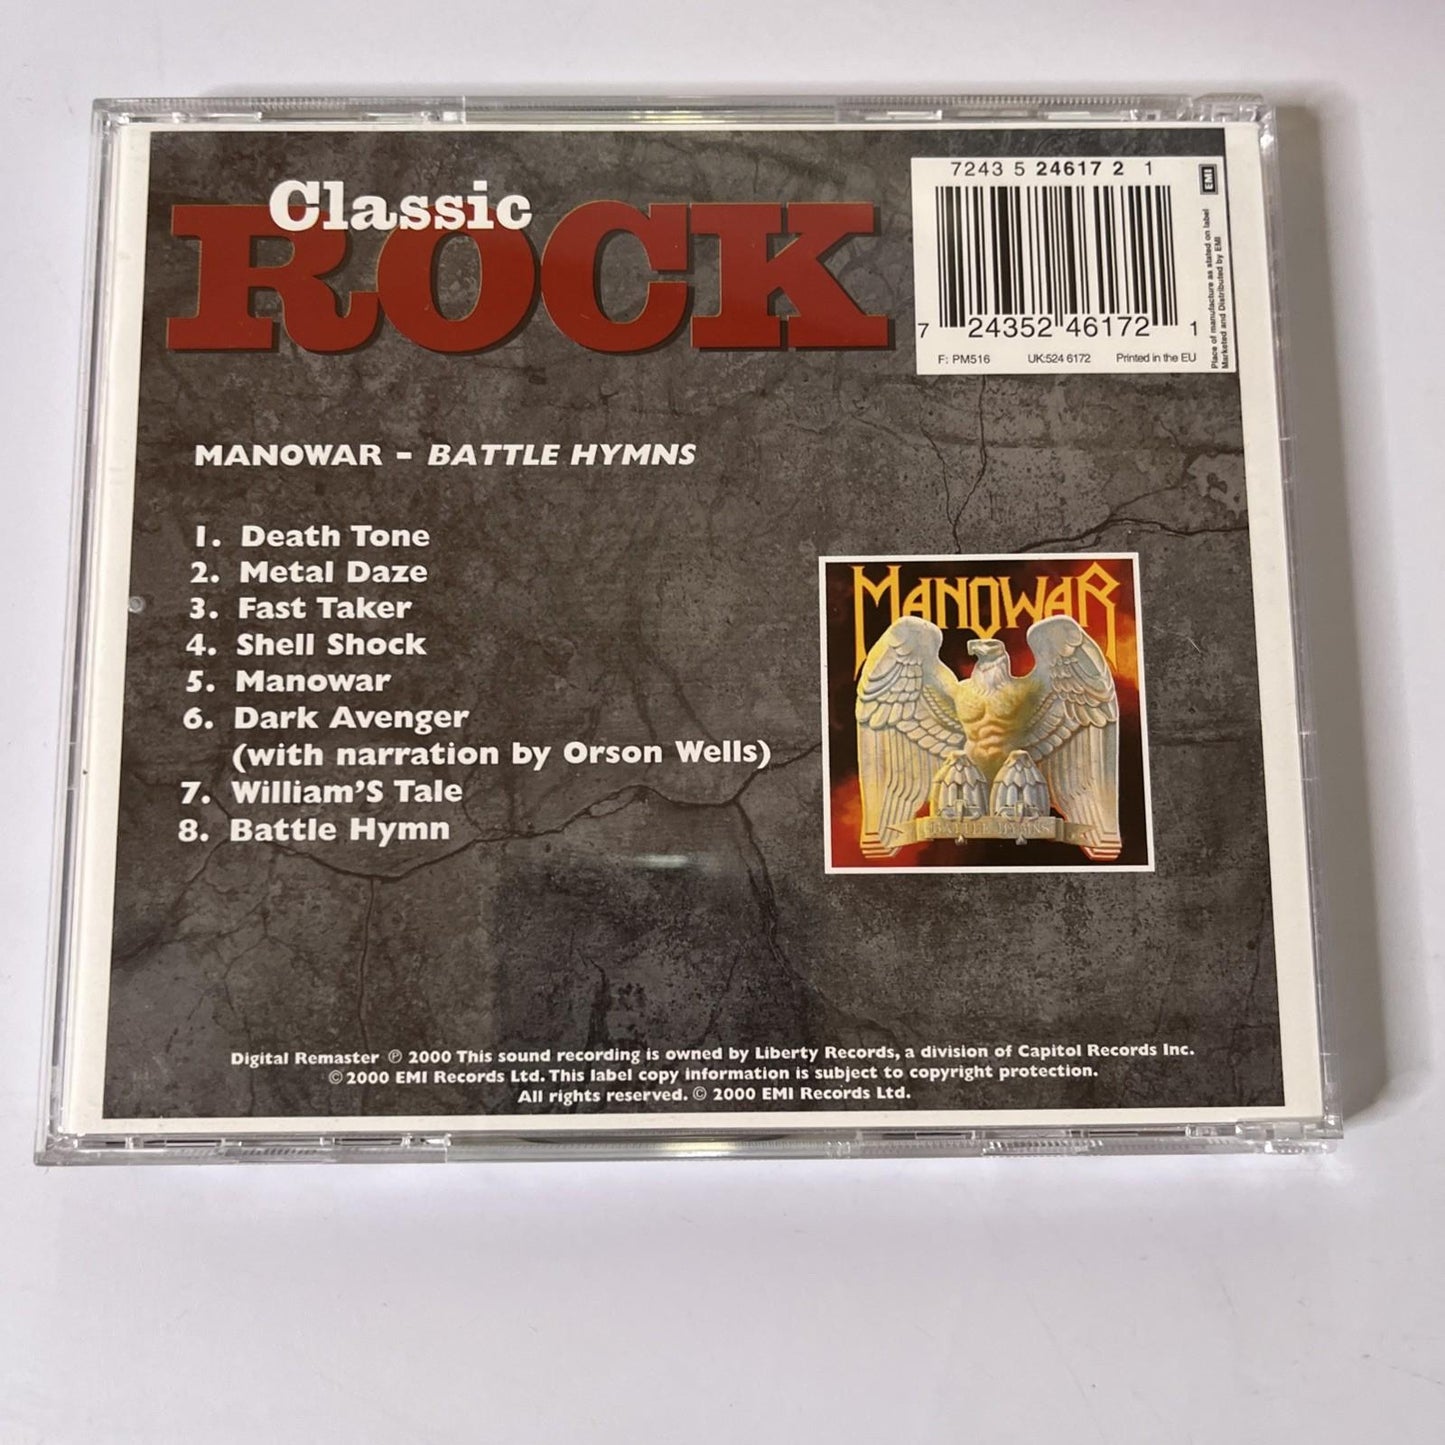 Classic
ROCK
7243 5 24617 2 1
7 24352 46172 1
F: PM516 UK:524 6172 Printed in the EU
EMI
Place of manufacture as stated on label
Marketed and Distributed by EMI
MANOWAR - BATTLE HYMNS
1. Death Tone
2. Metal Daze
3. Fast Taker
4. Shell Shock
5. Manowar
6. Dark Avenger
(with narration by Orson Wells)
7. William'S Tale
8. Battle Hymn
MANOWAR
BATTLE HYMNS
Digital Remaster ℗ 2000 This sound recording is owned by Liberty Records, a division of Capitol Records Inc.
© 2000 EMI Records Ltd. This label copy information is subject to copyright protection.
All rights reserved. © 2000 EMI Records Ltd.